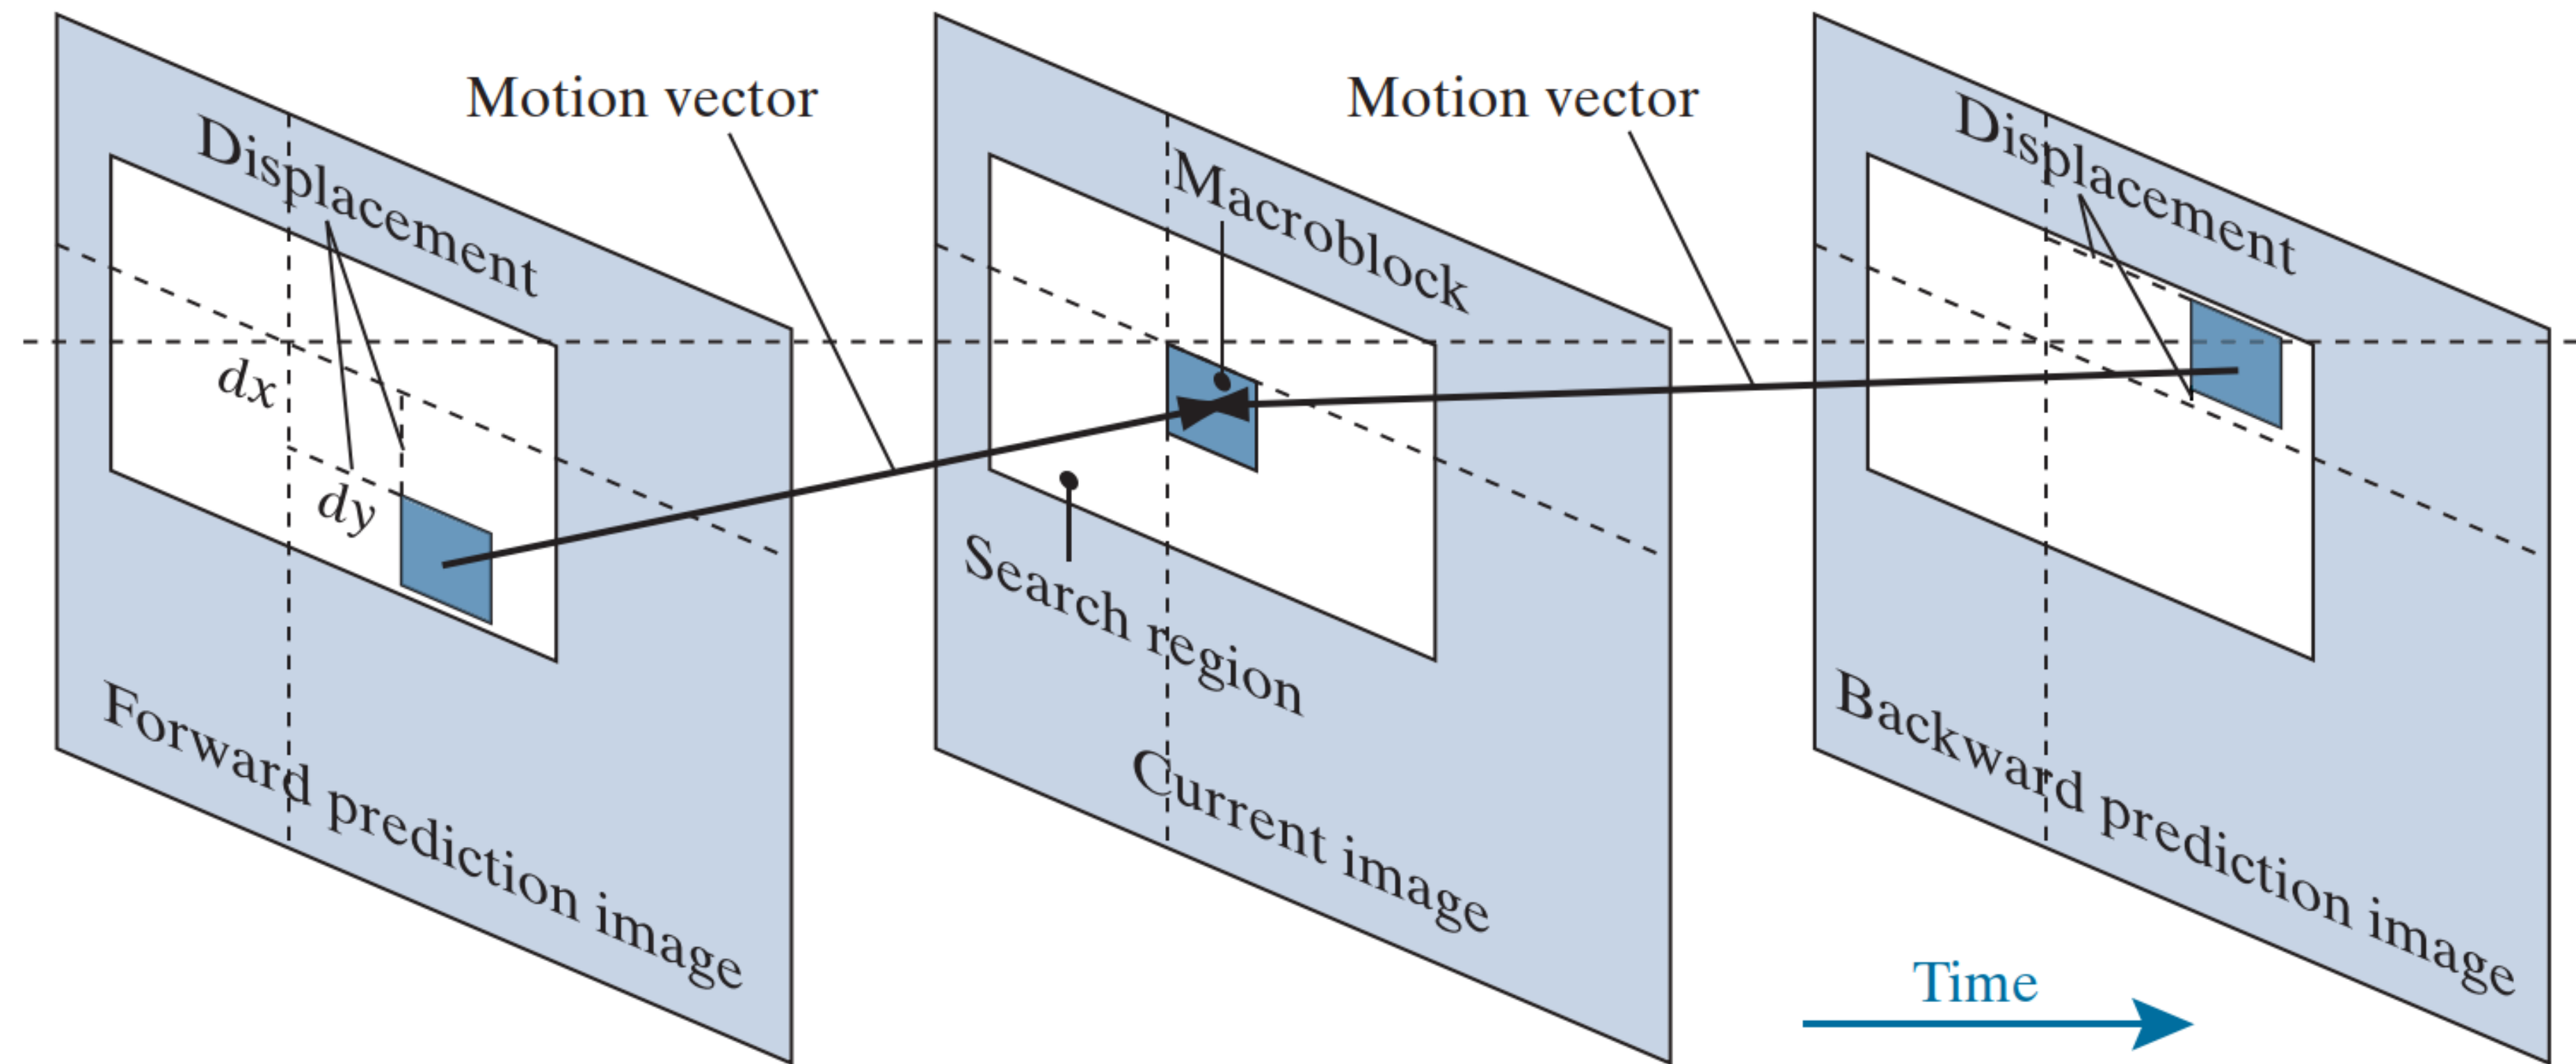 Motion vector
Motion vector
Displacement
Macroblock
Displacement
dx
dy
Search region
Forward prediction image
Current image
Backward prediction image
Time